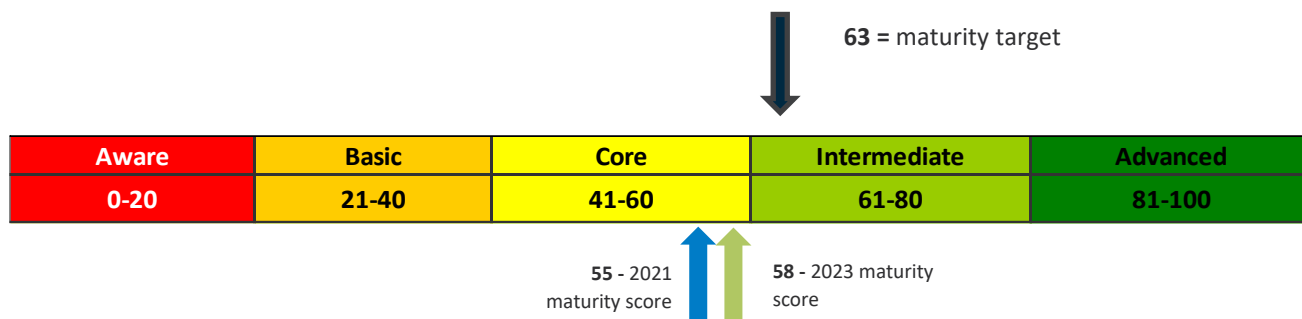 63 = maturity target
Aware Basic Core Intermediate Advanced
0-20 21-40 41-60 61-80 81-100
55 - 2021
maturity score
58 - 2023 maturity
score